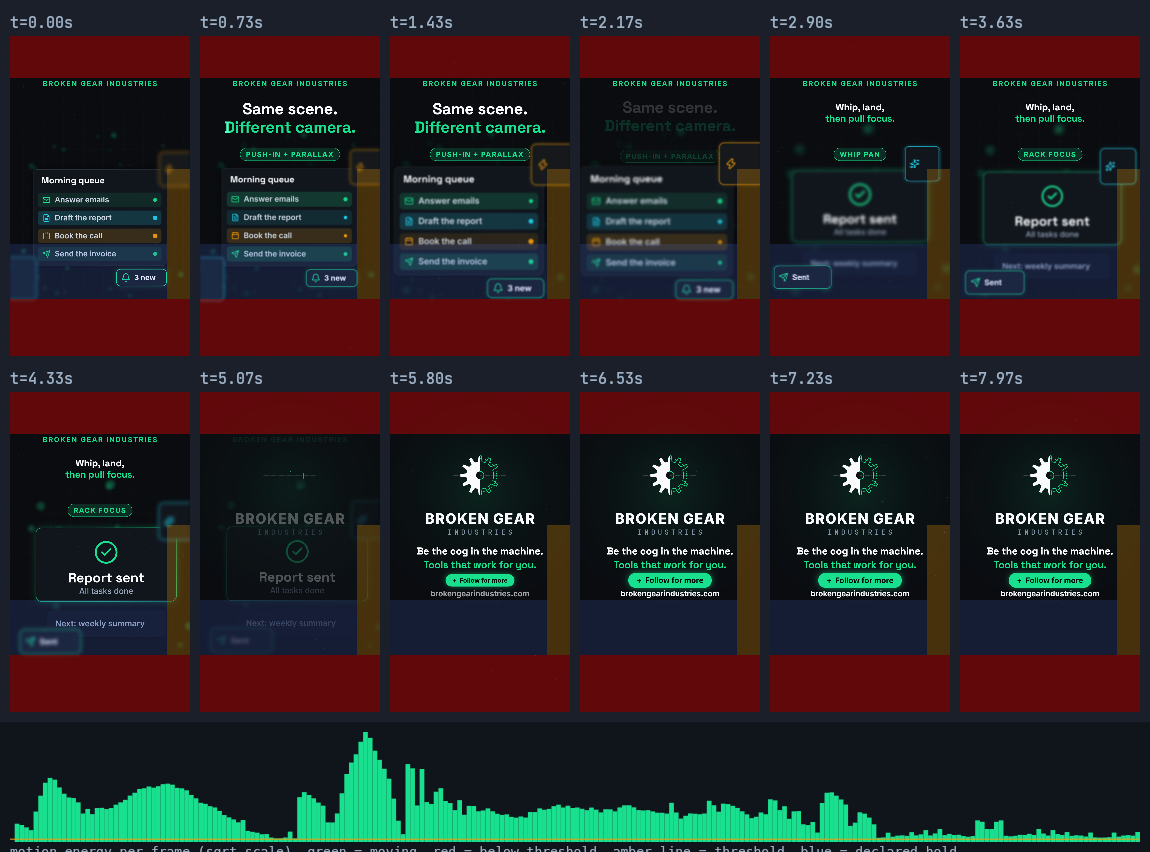 t=0.00s
BROKEN GEAR INDUSTRIES
Morning queue
Answer emails
Draft the report
Book the call
Send the invoice
3 new
t=0.73s
BROKEN GEAR INDUSTRIES
Same scene.
Different camera.
PUSH-IN + PARALLAX
Morning queue
Answer emails
Draft the report
Book the call
Send the invoice
3 new
t=1.43s
BROKEN GEAR INDUSTRIES
Same scene.
Different camera.
PUSH-IN + PARALLAX
Morning queue
Answer emails
Draft the report
Book the call
Send the invoice
3 new
t=2.17s
BROKEN GEAR INDUSTRIES
Same scene.
Different camera.
PUSH-IN + PARALLAX
Morning queue
Answer emails
Draft the report
Book the call
Send the invoice
3 new
t=2.90s
BROKEN GEAR INDUSTRIES
Whip, land,
then pull focus.
WHIP PAN
Report sent
All tasks done
Next: weekly summary
Sent
t=3.63s
BROKEN GEAR INDUSTRIES
Whip, land,
then pull focus.
RACK FOCUS
Report sent
All tasks done
Next: weekly summary
Sent
t=4.33s
BROKEN GEAR INDUSTRIES
Whip, land,
then pull focus.
RACK FOCUS
Report sent
All tasks done
Next: weekly summary
Sent
t=5.07s
BROKEN GEAR INDUSTRIES
BROKEN GEAR
INDUSTRIES
Report sent
All tasks done
Next: weekly summary
Sent
t=5.80s
BROKEN GEAR
INDUSTRIES
Be the cog in the machine.
Tools that work for you.
+ Follow for more
brokengearindustries.com
t=6.53s
BROKEN GEAR
INDUSTRIES
Be the cog in the machine.
Tools that work for you.
+ Follow for more
brokengearindustries.com
t=7.23s
BROKEN GEAR
INDUSTRIES
Be the cog in the machine.
Tools that work for you.
+ Follow for more
brokengearindustries.com
t=7.97s
BROKEN GEAR
INDUSTRIES
Be the cog in the machine.
Tools that work for you.
+ Follow for more
brokengearindustries.com
motion energy per frame (sqrt scale), green = moving, red = below threshold, amber line = threshold, blue = declared hold